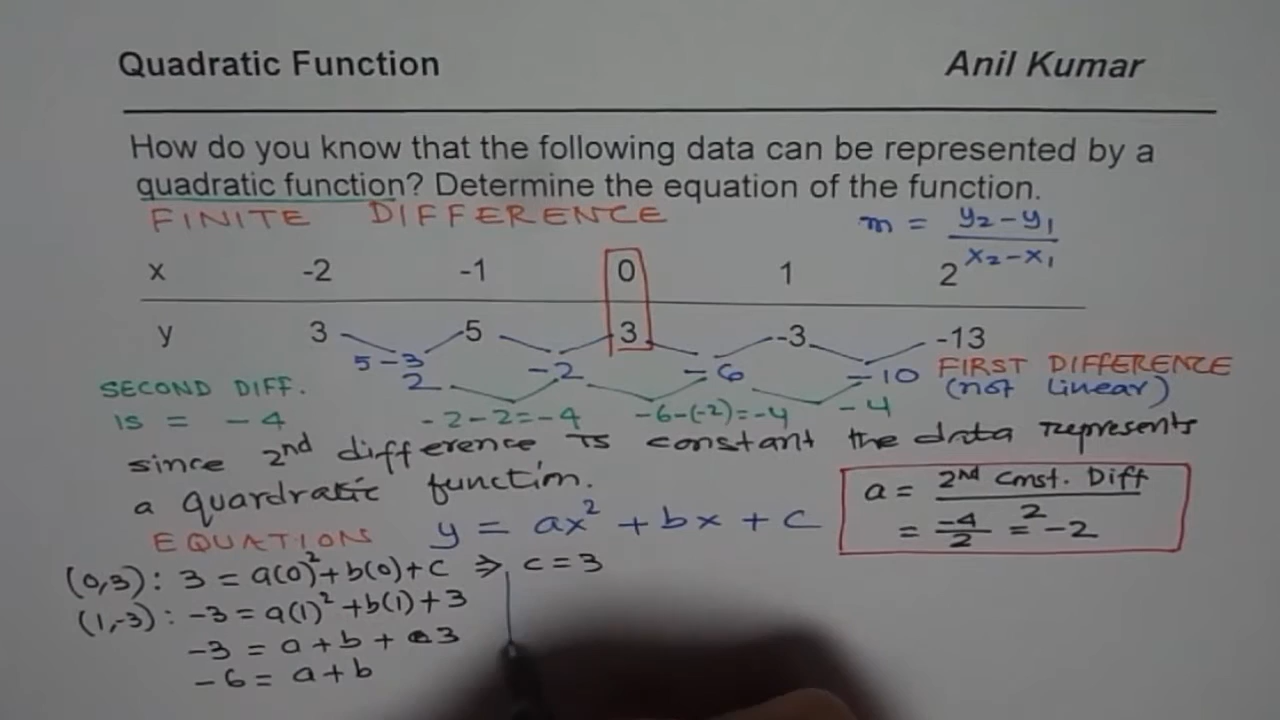 Quadratic Function Anil Kumar
How do you know that the following data can be represented by a
quadratic function? Determine the equation of the function.
FINITE DIFFERENCE
m = y₂-y₁
x₂-x₁
x -2 -1 0 1 2
y 3 5 3 -3 -13
5-3
2 -2 -6 -10 FIRST DIFFERENCE
(not linear)
SECOND DIFF.
is = -4
-2-2=-4 -6-(-2)=-4 -4
since 2nd difference is constant the data represents
a quardratic function.
a = 2ND Const. Diff
2
= -4/2 = -2
EQUATION y = ax² + bx + c
(0,3): 3 = a(0)²+b(0)+c ⇒ c=3
(1,-3): -3 = a(1)²+b(1)+3
-3 = a+b+3
-6 = a+b